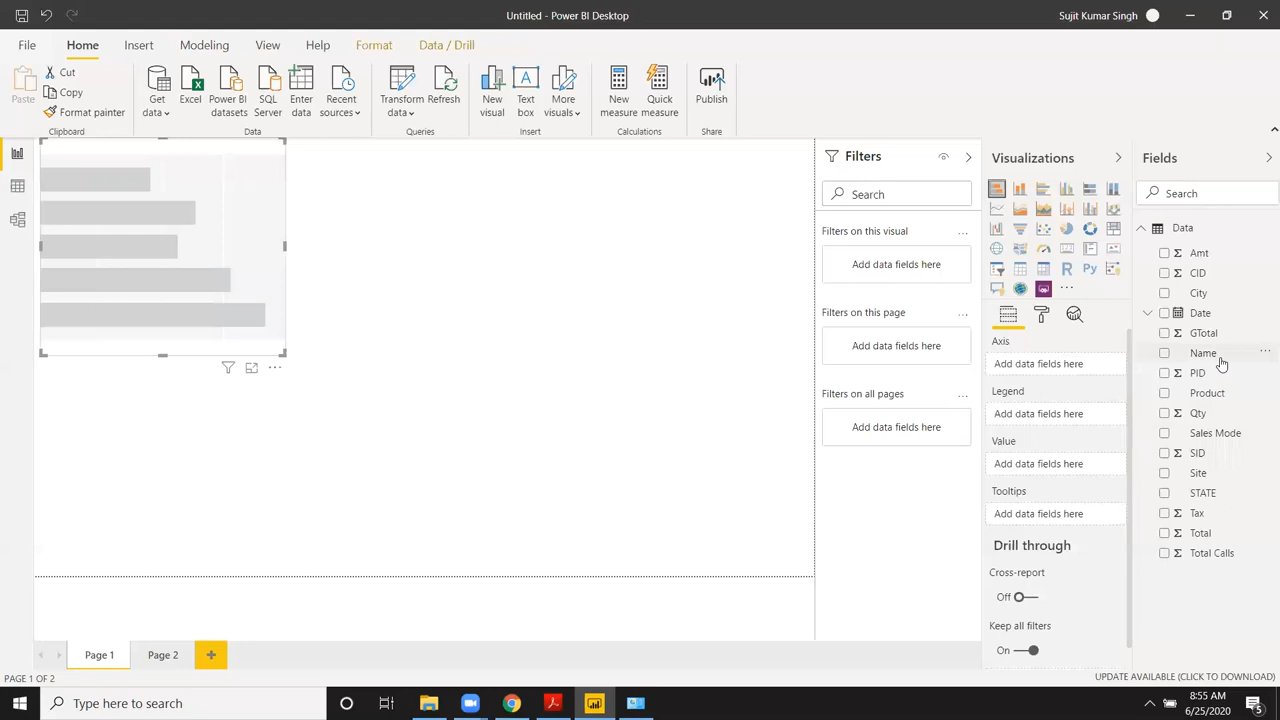 Untitled - Power BI Desktop
Sujit Kumar Singh
File
Home
Insert
Modeling
View
Help
Format
Data / Drill
Paste
Cut
Copy
Format painter
Get data
Excel
Power BI datasets
SQL Server
Enter data
Recent sources
Transform data
Refresh
New visual
Text box
More visuals
New measure
Quick measure
Publish
Clipboard
Data
Queries
Insert
Calculations
Share
Filters
Search
Filters on this visual
Add data fields here
Filters on this page
Add data fields here
Filters on all pages
Add data fields here
Visualizations
R
Py
Axis
Add data fields here
Legend
Add data fields here
Value
Add data fields here
Tooltips
Add data fields here
Drill through
Cross-report
Off
Keep all filters
On
Fields
Search
Data
Σ Amt
Σ CID
City
Date
Σ GTotal
Name
Σ PID
Product
Σ Qty
Sales Mode
Σ SID
Site
STATE
Σ Tax
Σ Total
Σ Total Calls
Page 1
Page 2
PAGE 1 OF 2
UPDATE AVAILABLE (CLICK TO DOWNLOAD)
Type here to search
8:55 AM
6/25/2020
5